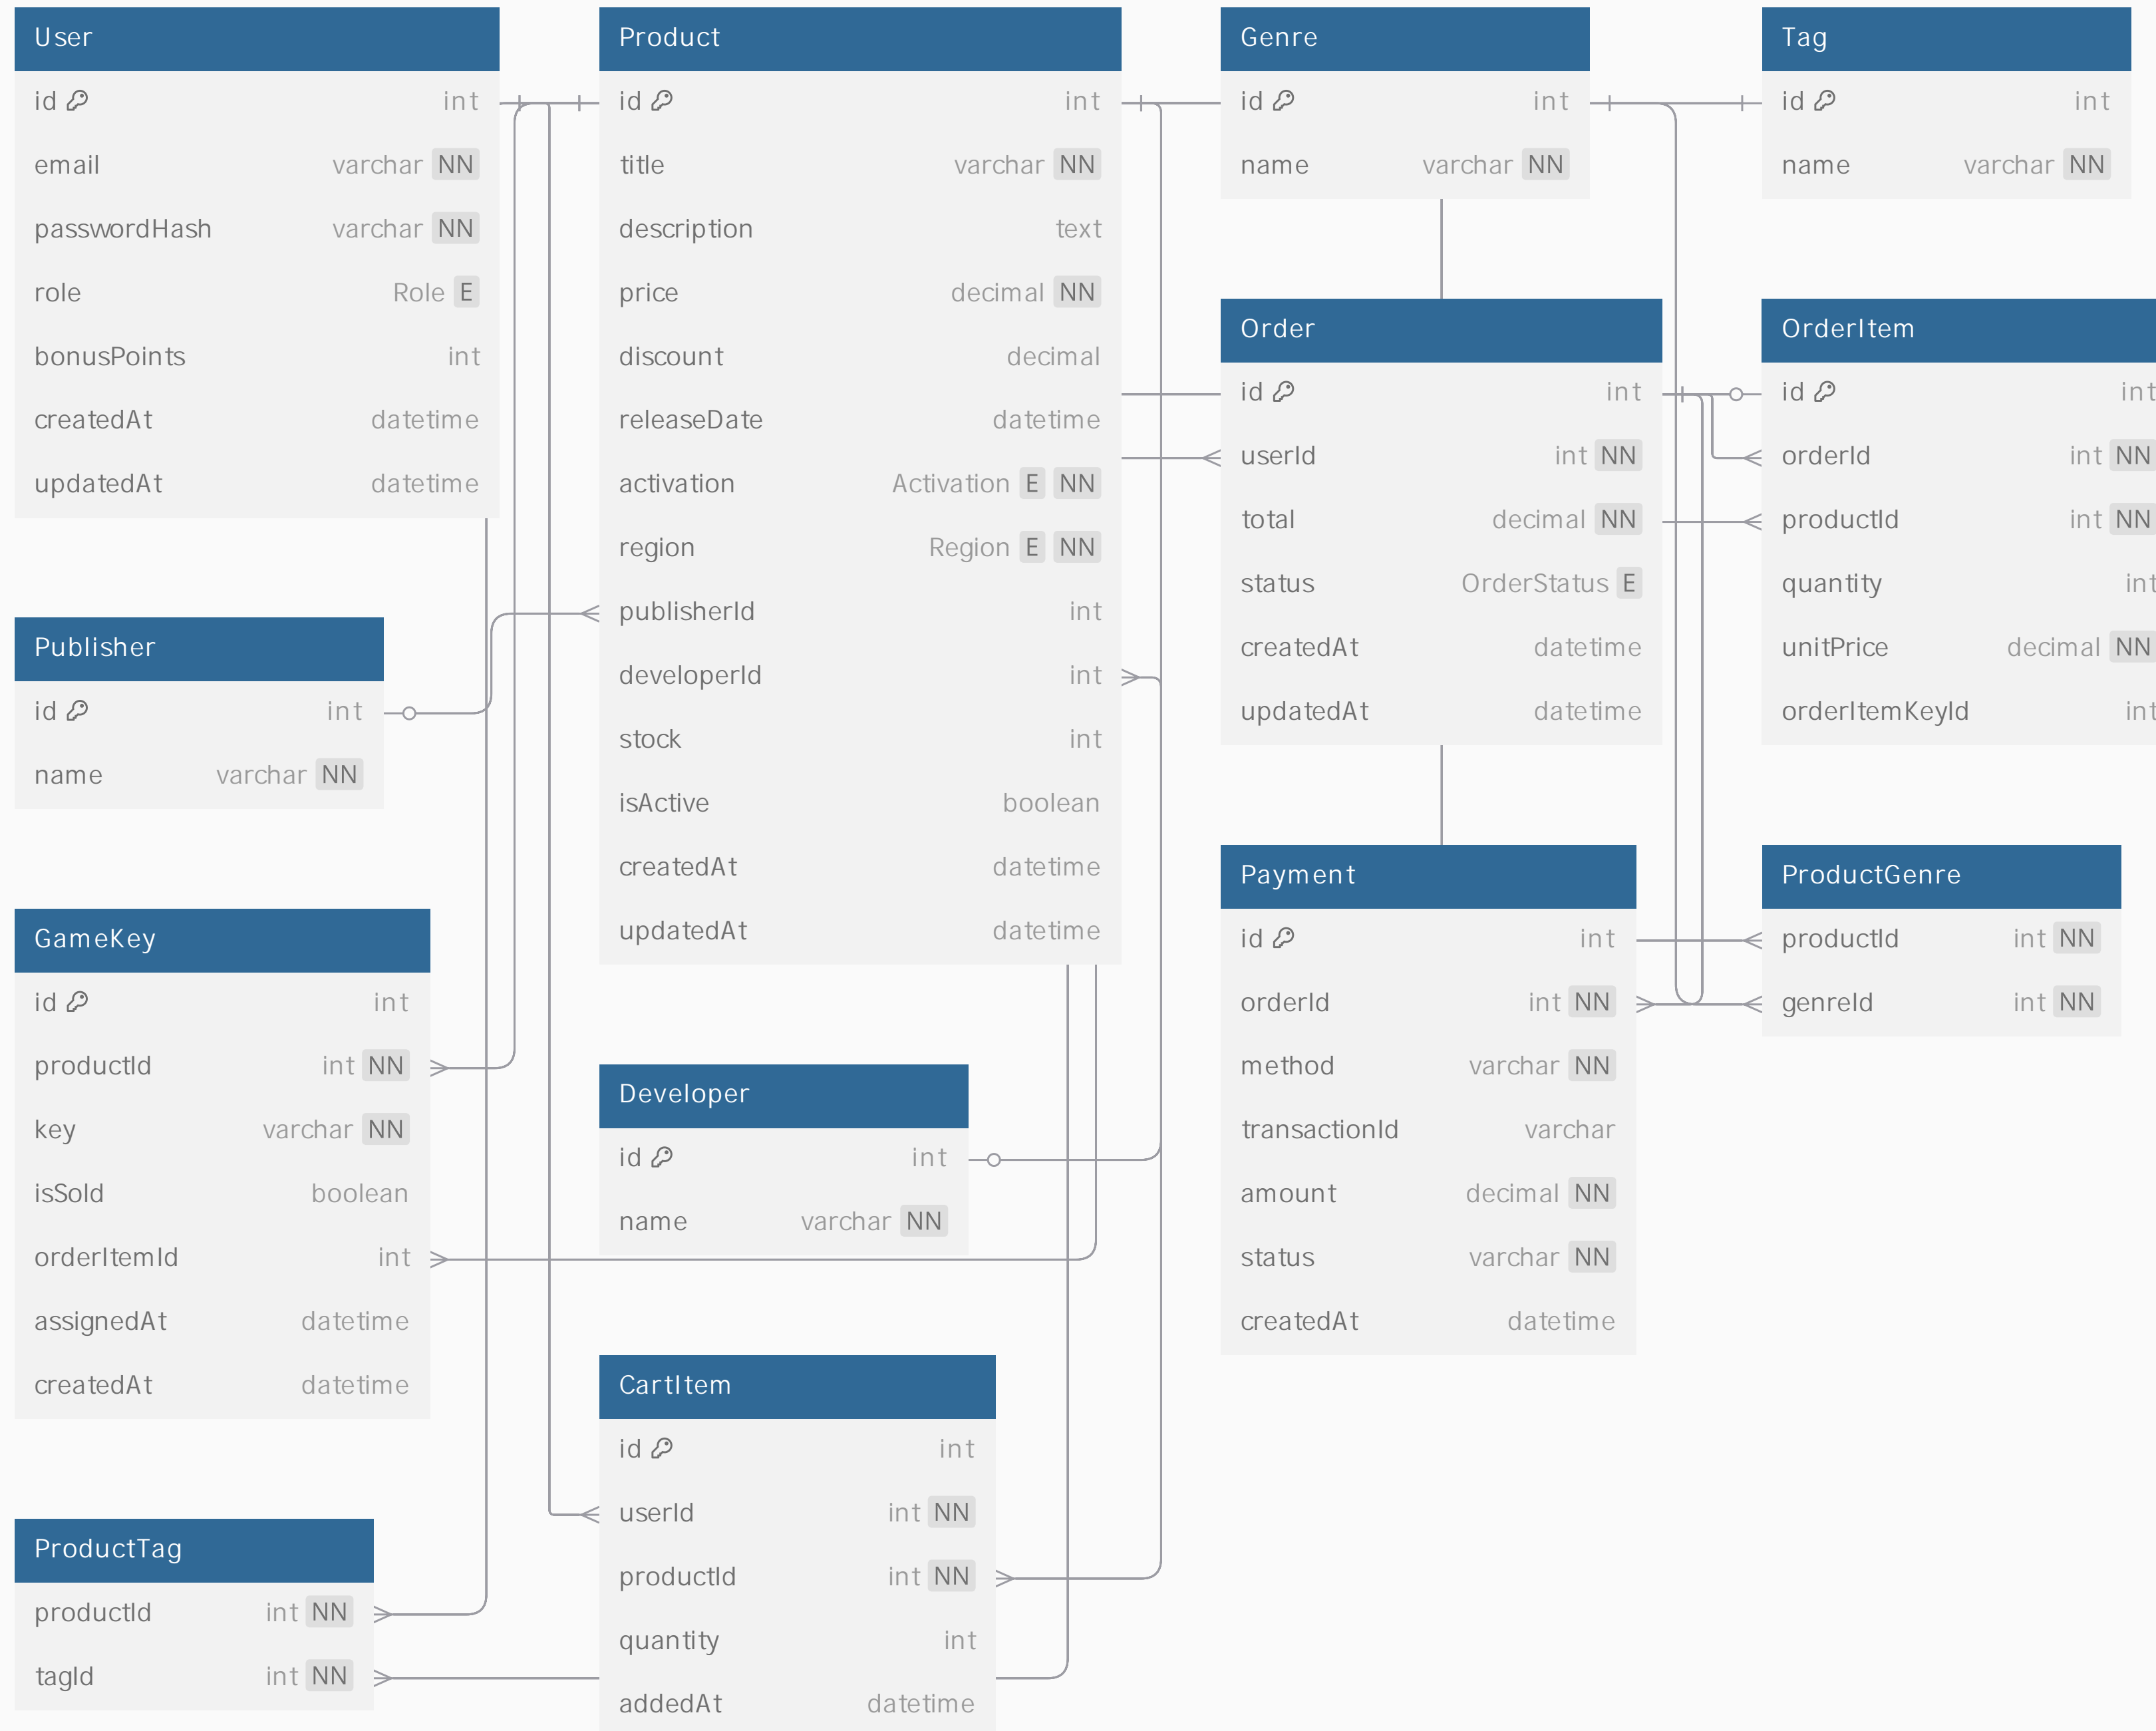 User
id int
email varchar NN
passwordHash varchar NN
role Role E
bonusPoints int
createdAt datetime
updatedAt datetime
Publisher
id int
name varchar NN
GameKey
id int
productId int NN
key varchar NN
isSold boolean
orderItemId int
assignedAt datetime
createdAt datetime
ProductTag
productId int NN
tagId int NN
Product
id int
title varchar NN
description text
price decimal NN
discount decimal
releaseDate datetime
activation Activation E NN
region Region E NN
publisherId int
developerId int
stock int
isActive boolean
createdAt datetime
updatedAt datetime
Developer
id int
name varchar NN
CartItem
id int
userId int NN
productId int NN
quantity int
addedAt datetime
Genre
id int
name varchar NN
Order
id int
userId int NN
total decimal NN
status OrderStatus E
createdAt datetime
updatedAt datetime
Payment
id int
orderId int NN
method varchar NN
transactionId varchar
amount decimal NN
status varchar NN
createdAt datetime
Tag
id int
name varchar NN
OrderItem
id int
orderId int NN
productId int NN
quantity int
unitPrice decimal NN
orderItemKeyId int
ProductGenre
productId int NN
genreId int NN